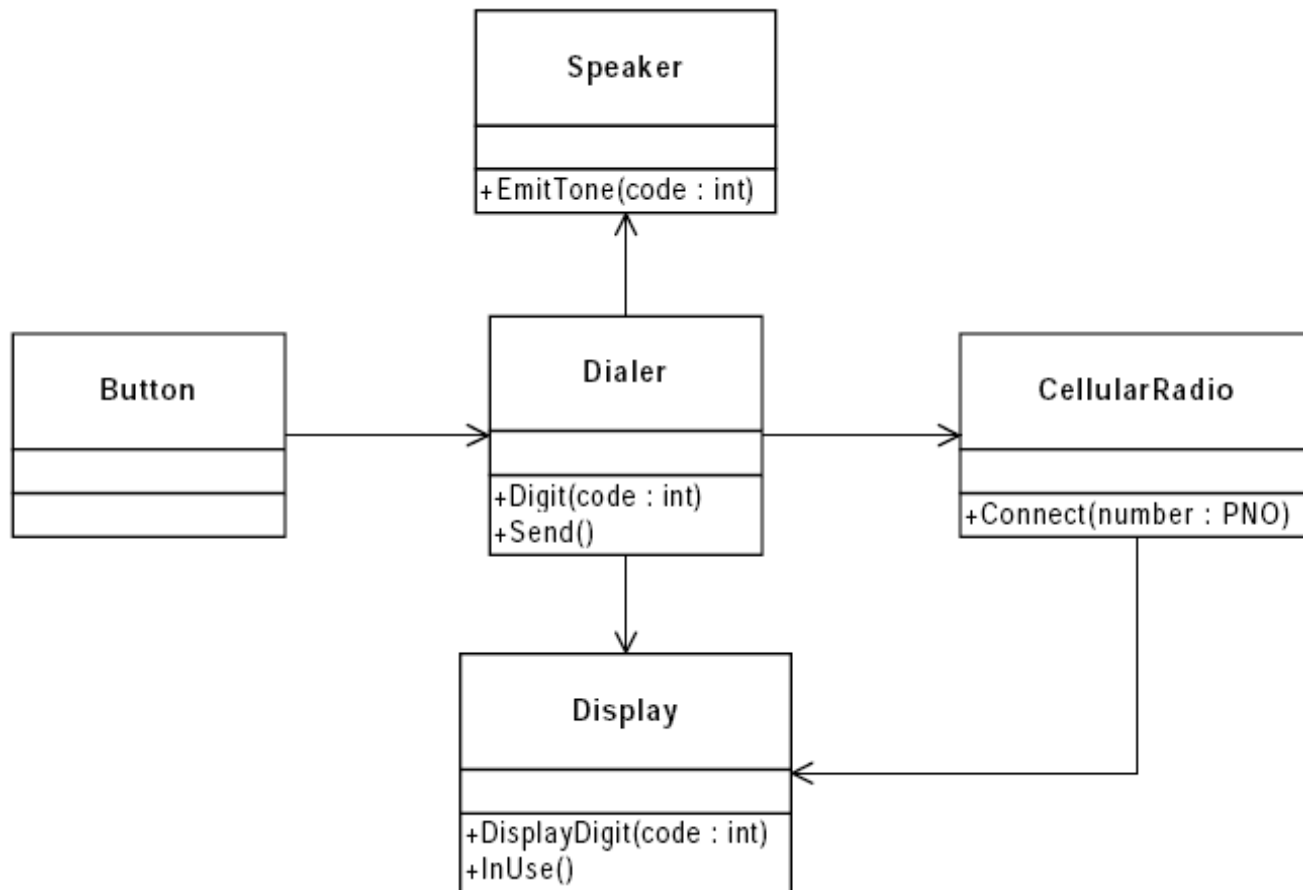 Speaker
+EmitTone(code : int)
Button
Dialer
+Digit(code : int)
+Send()
CellularRadio
+Connect(number : PNO)
Display
+DisplayDigit(code : int)
+InUse()